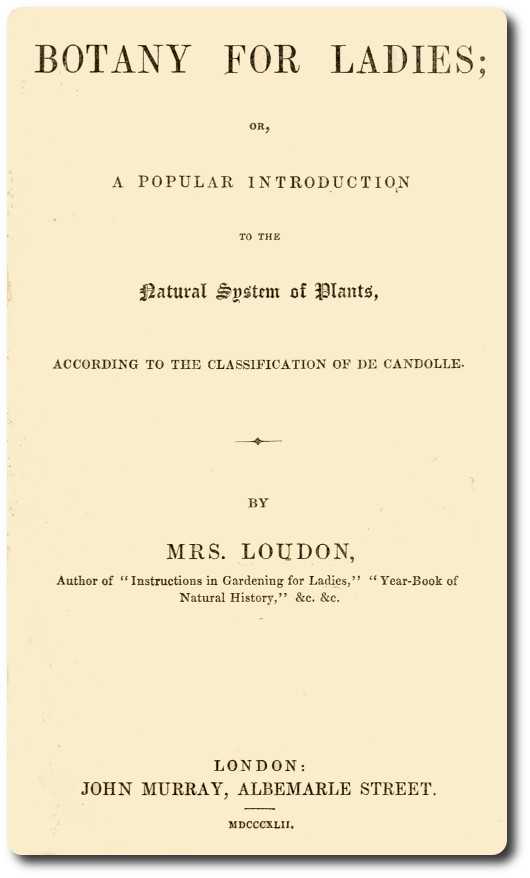 BOTANY FOR LADIES;
OR,
A POPULAR INTRODUCTION
TO THE
Natural System of Plants,
ACCORDING TO THE CLASSIFICATION OF DE CANDOLLE.
BY
MRS. LOUDON,
Author of "Instructions in Gardening for Ladies," "Year-Book of
Natural History," &c. &c.
LONDON:
JOHN MURRAY, ALBEMARLE STREET.
MDCCCXLII.